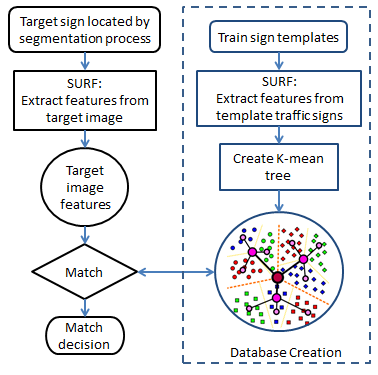 Target sign located by
segmentation process
SURF:
Extract features from
target image
Target
image
features
Match
Match
decision
Train sign templates
SURF:
Extract features from
template traffic signs
Create K-mean
tree
Database Creation